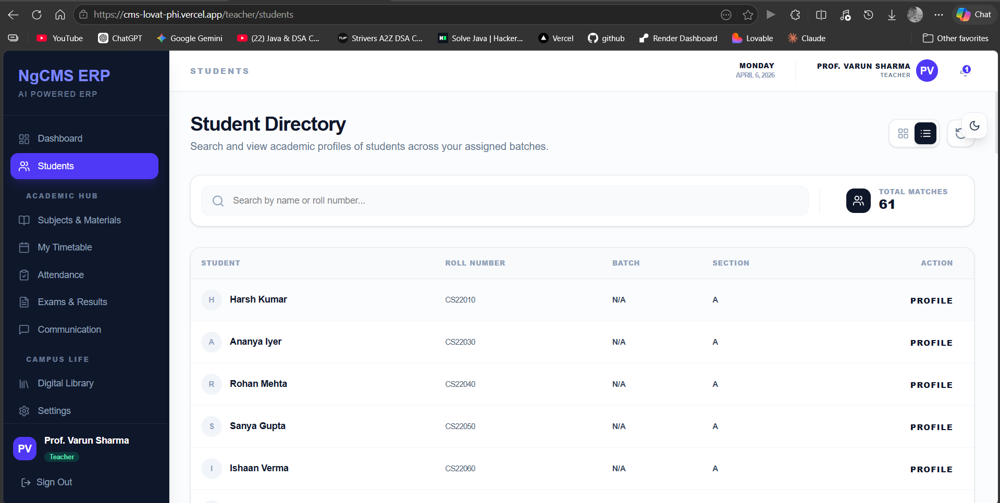 https://cms-lovat-phi.vercel.app/teacher/students
Chat
YouTube
ChatGPT
Google Gemini
(22) Java & DSA C...
Strivers A2Z DSA C...
Solve Java | Hacker...
Vercel
github
Render Dashboard
Lovable
Claude
Other favorites
NgCMS ERP
AI POWERED ERP
Dashboard
Students
ACADEMIC HUB
Subjects & Materials
My Timetable
Attendance
Exams & Results
Communication
CAMPUS LIFE
Digital Library
Settings
PV
Prof. Varun Sharma
Teacher
Sign Out
STUDENTS
MONDAY
APRIL 6, 2026
PROF. VARUN SHARMA
TEACHER
PV
1
Student Directory
Search and view academic profiles of students across your assigned batches.
Search by name or roll number...
TOTAL MATCHES
61
STUDENT ROLL NUMBER BATCH SECTION ACTION
H Harsh Kumar CS22010 N/A A PROFILE
A Ananya Iyer CS22030 N/A A PROFILE
R Rohan Mehta CS22040 N/A A PROFILE
S Sanya Gupta CS22050 N/A A PROFILE
I Ishaan Verma CS22060 N/A A PROFILE